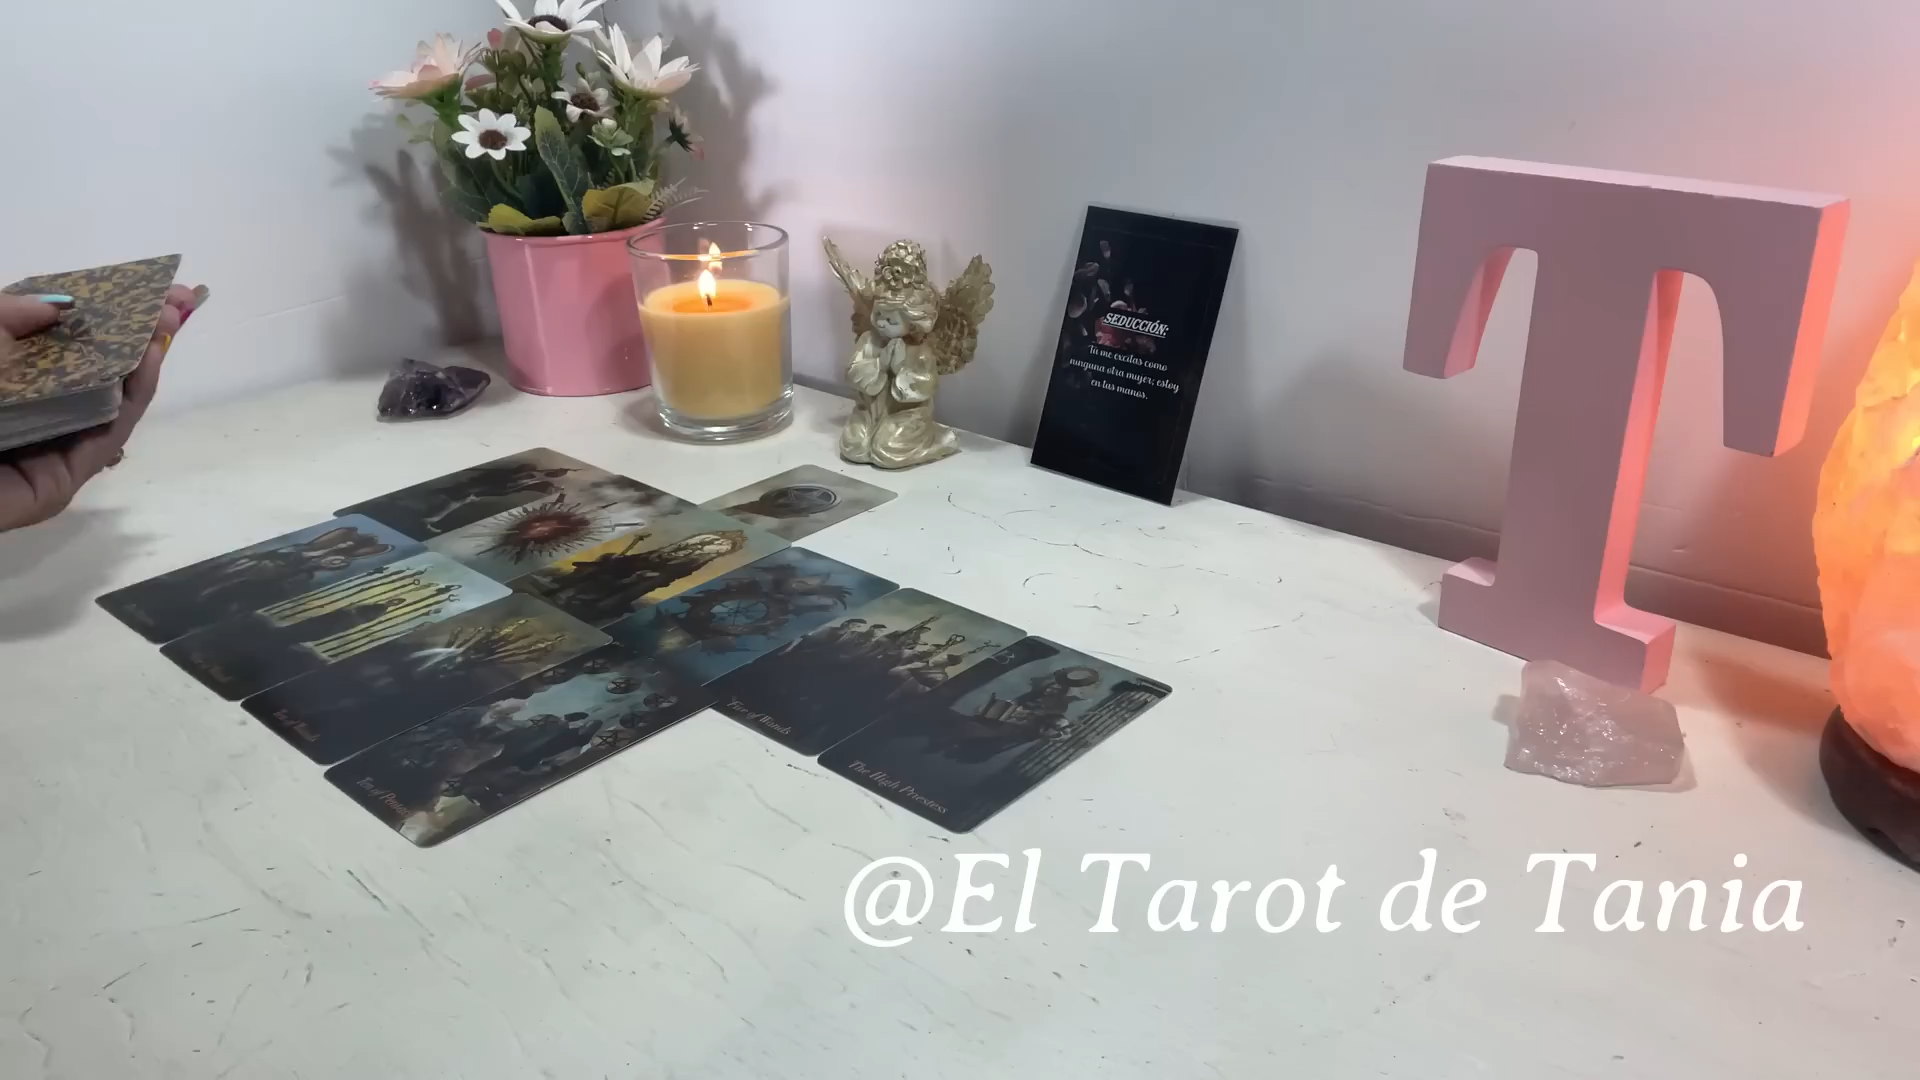 SEDUCCIÓN:
Tú me excitas como
ninguna otra mujer; estoy
en tus manos.
T
Five of Wands
The High Priestess
@El Tarot de Tania